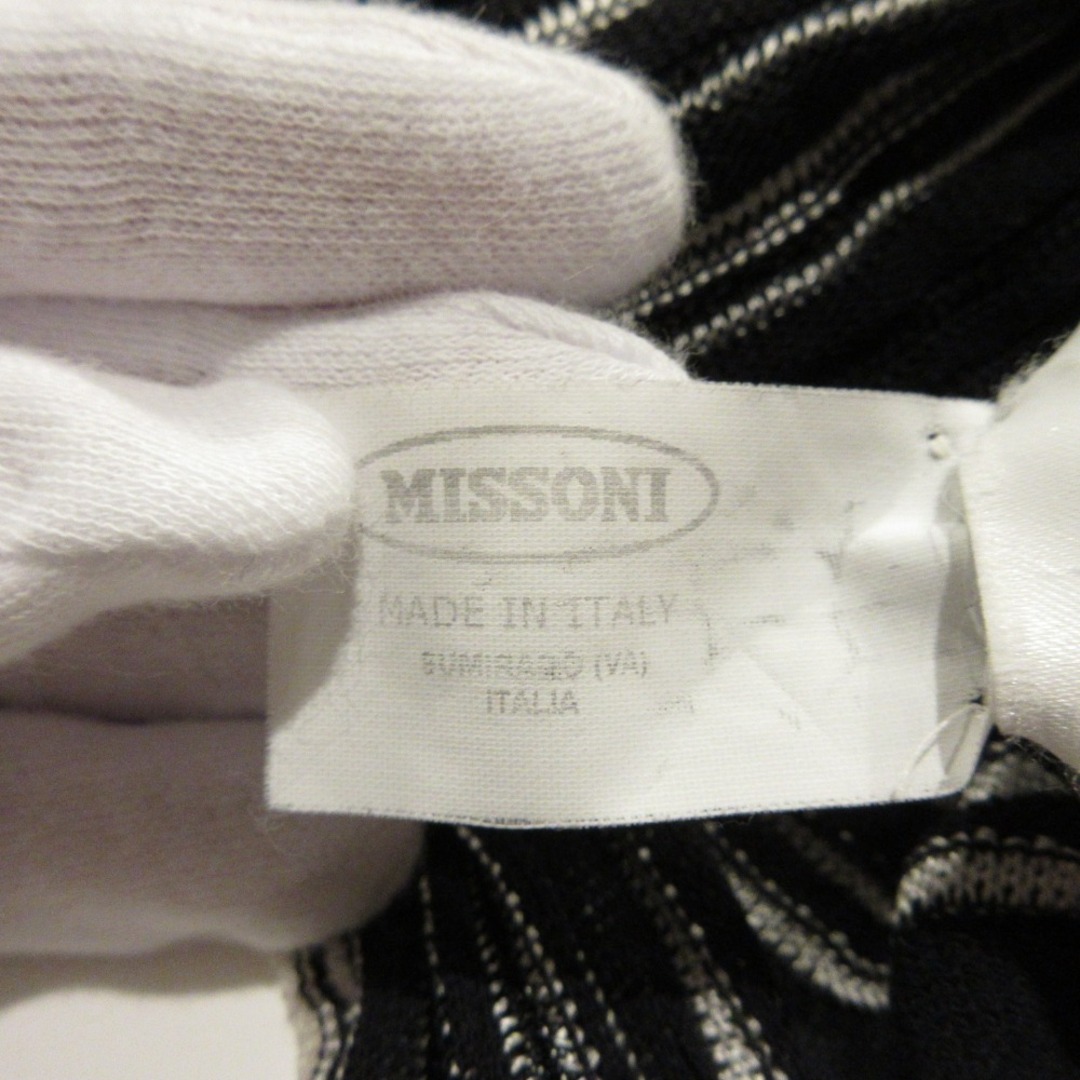 MISSONI
MADE IN ITALY
SUMIRAGO (VA)
ITALIA